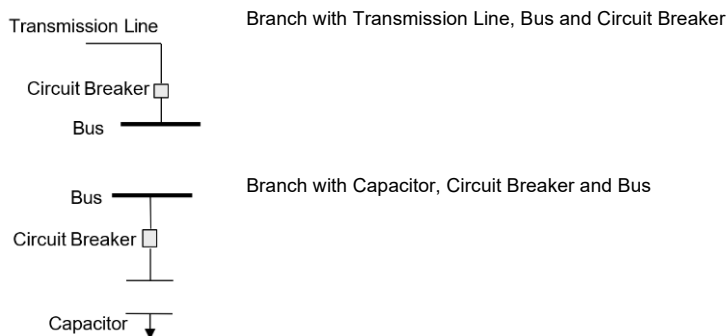 Branch with Transmission Line, Bus and Circuit Breaker
Transmission Line
Circuit Breaker
Bus
Branch with Capacitor, Circuit Breaker and Bus
Bus
Circuit Breaker
Capacitor